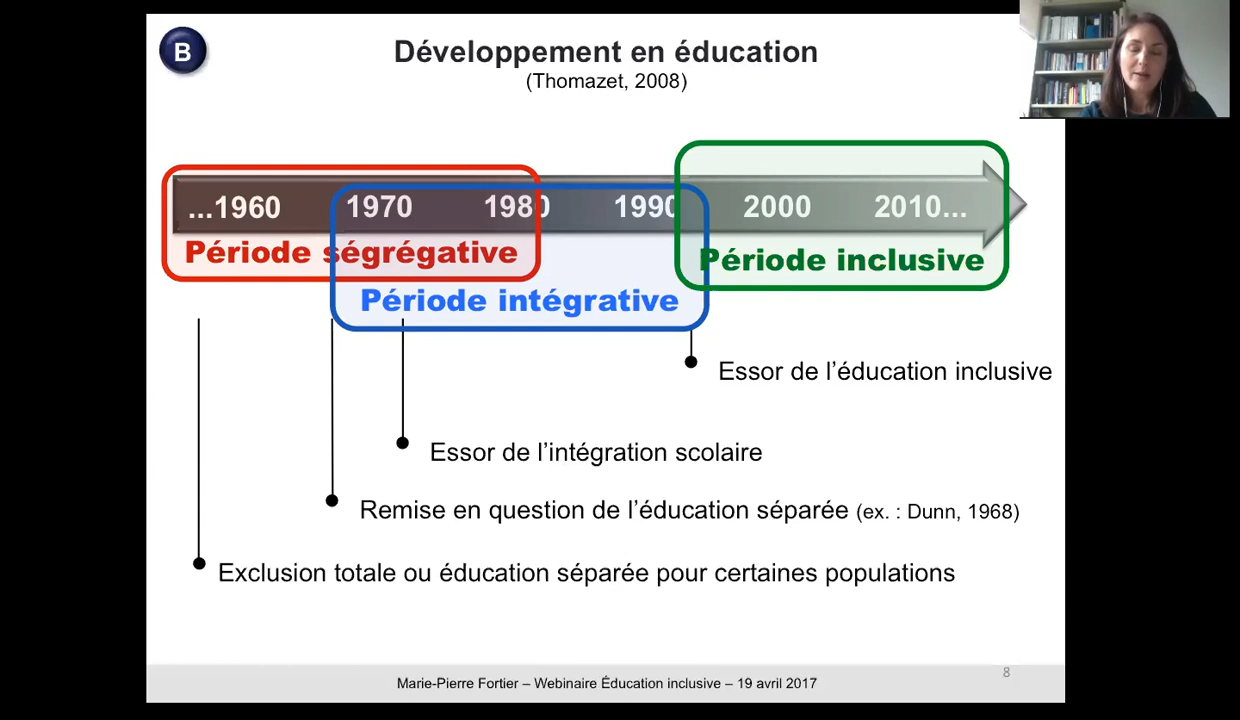 B
Développement en éducation
(Thomazet, 2008)
...1960 1970 1980 1990 2000 2010...
Période ségrégative
Période inclusive
Période intégrative
Essor de l’éducation inclusive
Essor de l’intégration scolaire
Remise en question de l’éducation séparée (ex. : Dunn, 1968)
Exclusion totale ou éducation séparée pour certaines populations
8
Marie-Pierre Fortier – Webinaire Éducation inclusive – 19 avril 2017